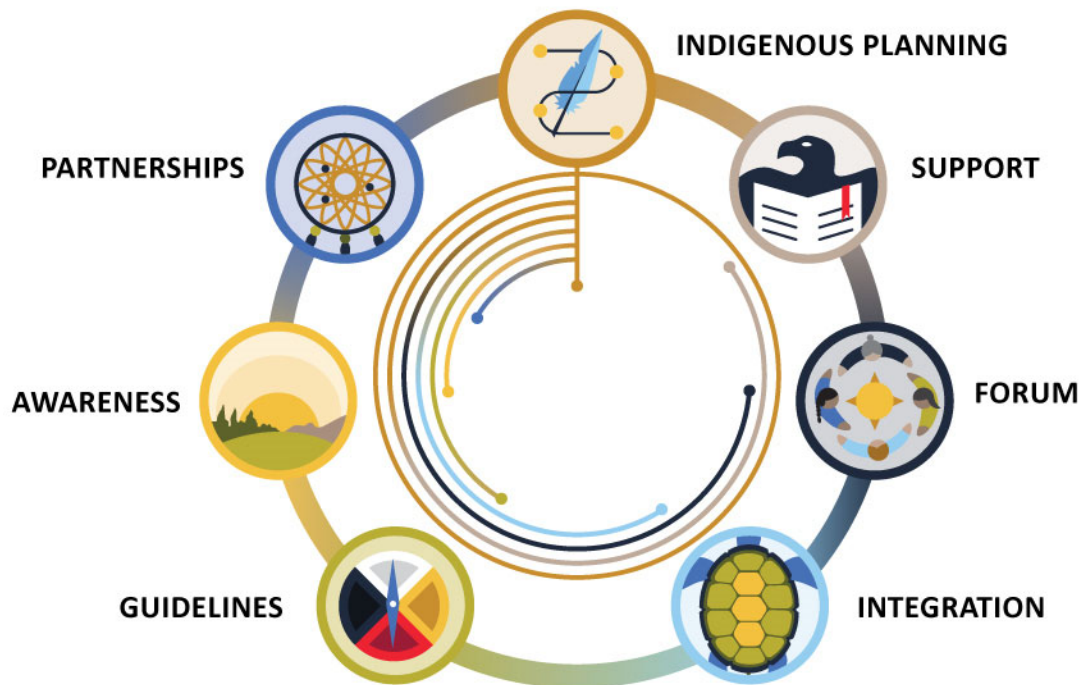 INDIGENOUS PLANNING
PARTNERSHIPS
SUPPORT
AWARENESS
FORUM
GUIDELINES
INTEGRATION